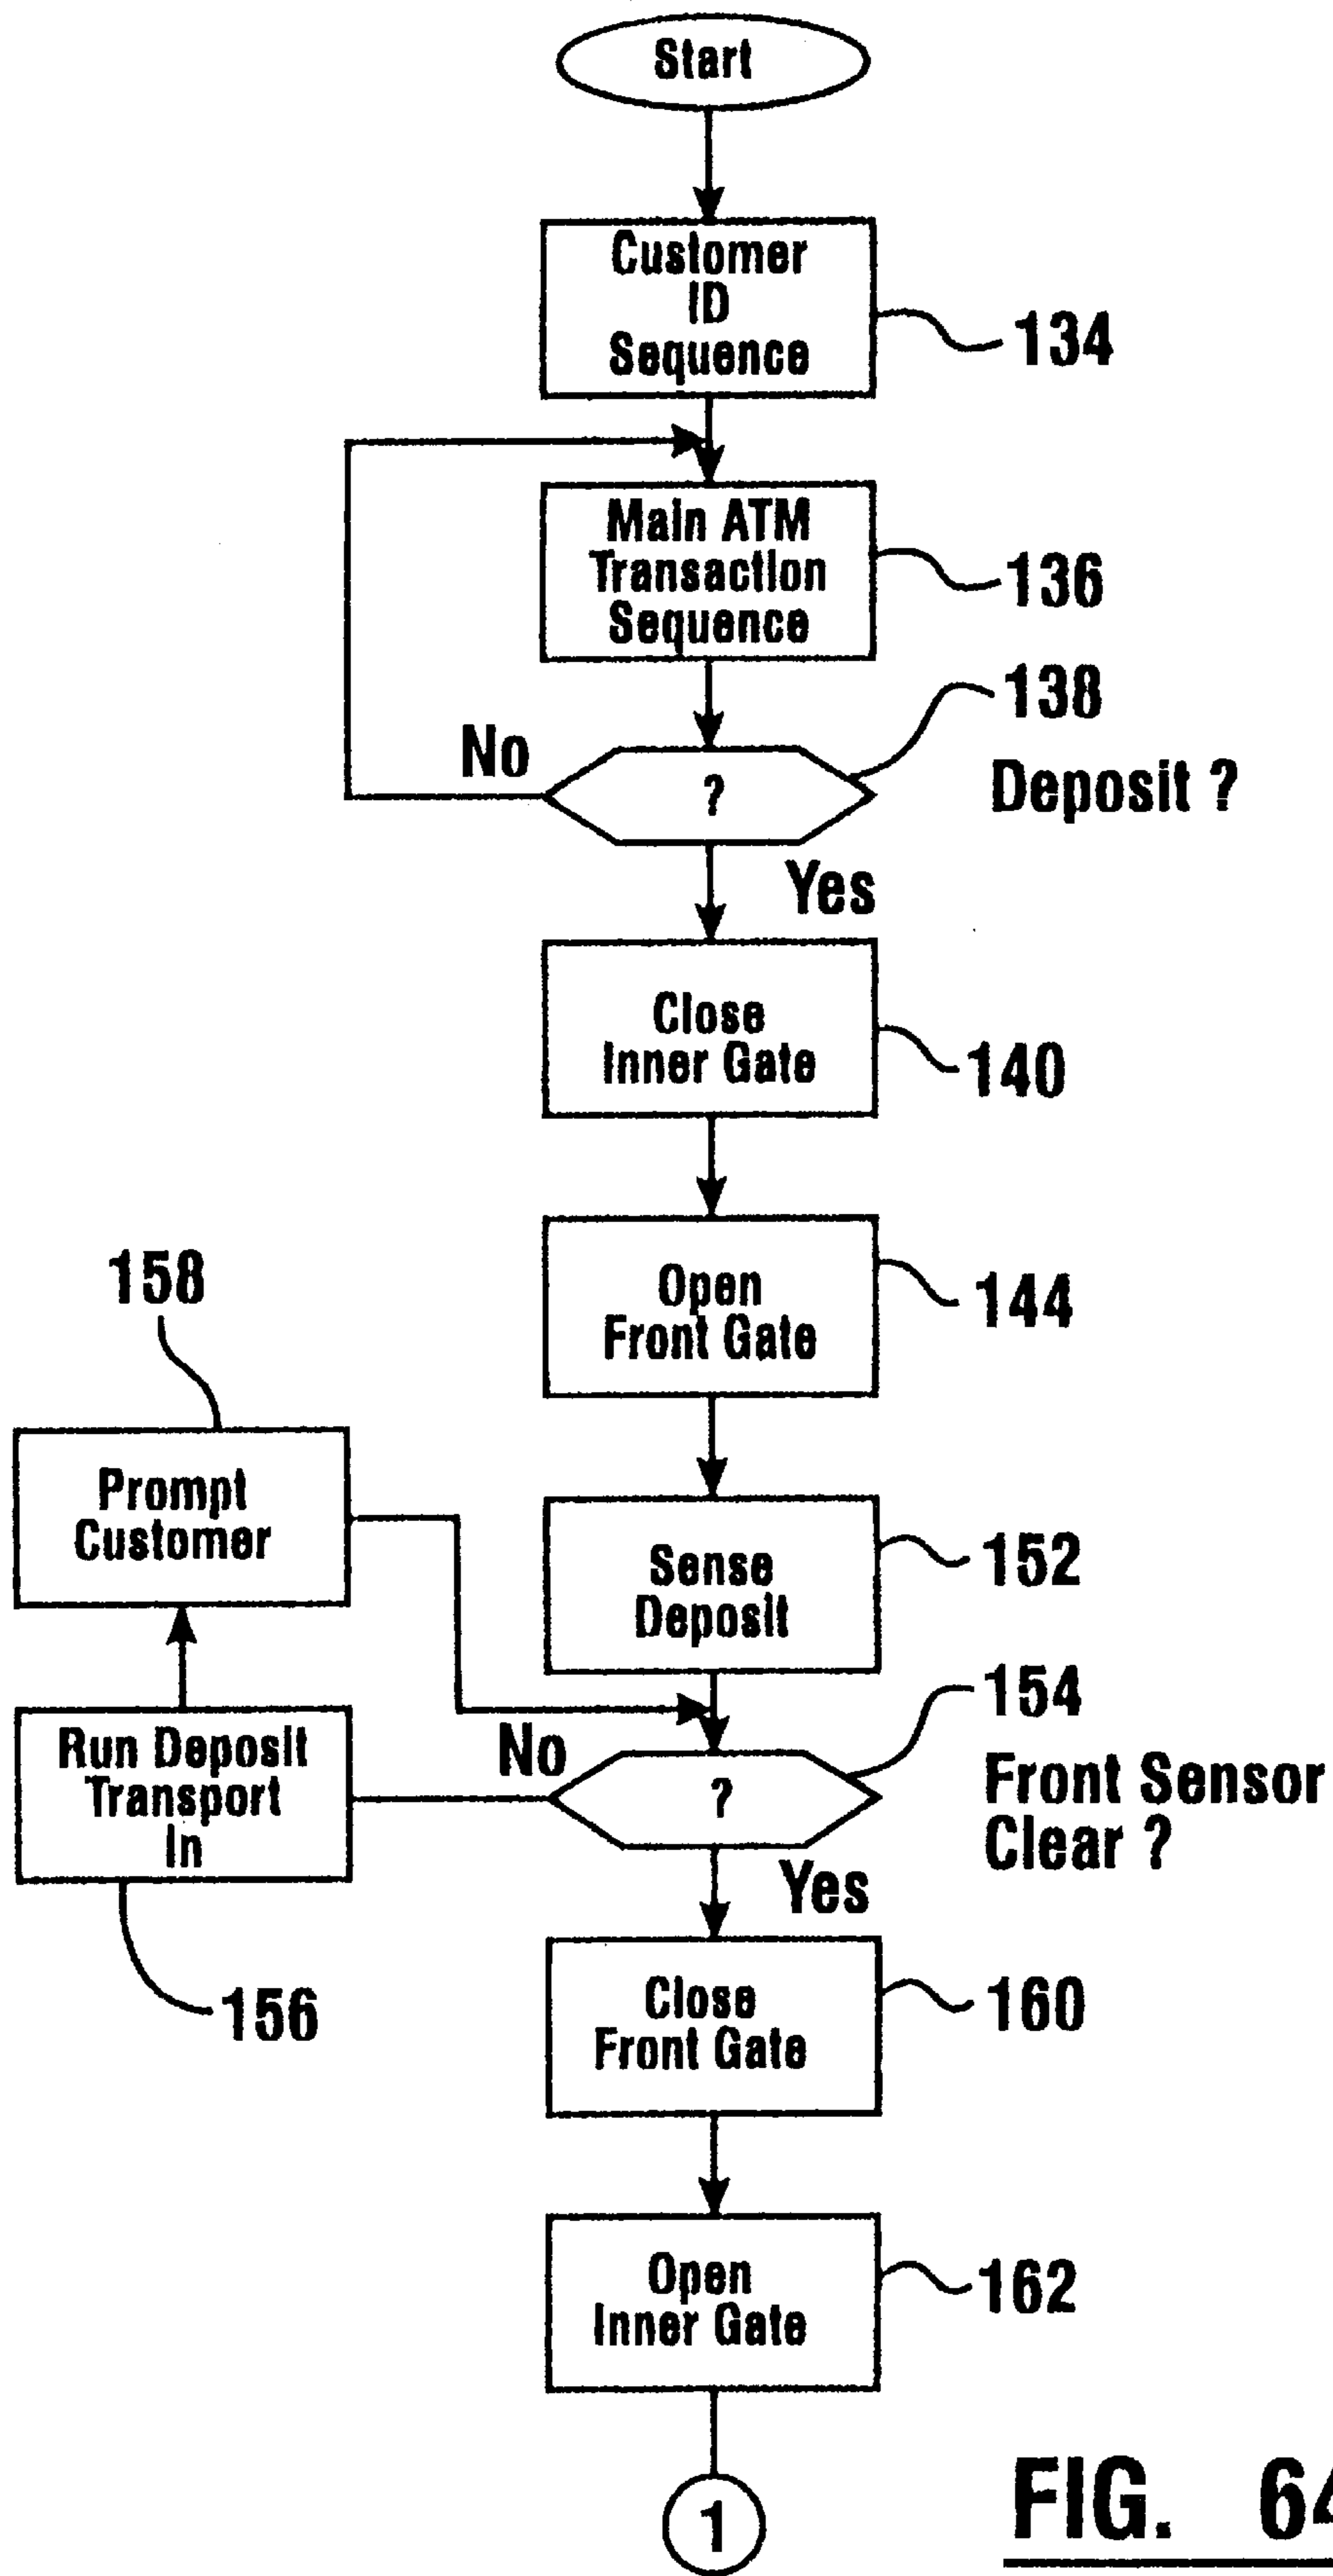 Start
Customer
ID
Sequence
134
Main ATM
Transaction
Sequence
136
138
No
?
Deposit ?
Yes
Close
Inner Gate
140
Open
Front Gate
144
158
Prompt
Customer
Sense
Deposit
152
154
Run Deposit
Transport
In
No
?
Front Sensor
Clear ?
Yes
156
Close
Front Gate
160
Open
Inner Gate
162
1
FIG. 64